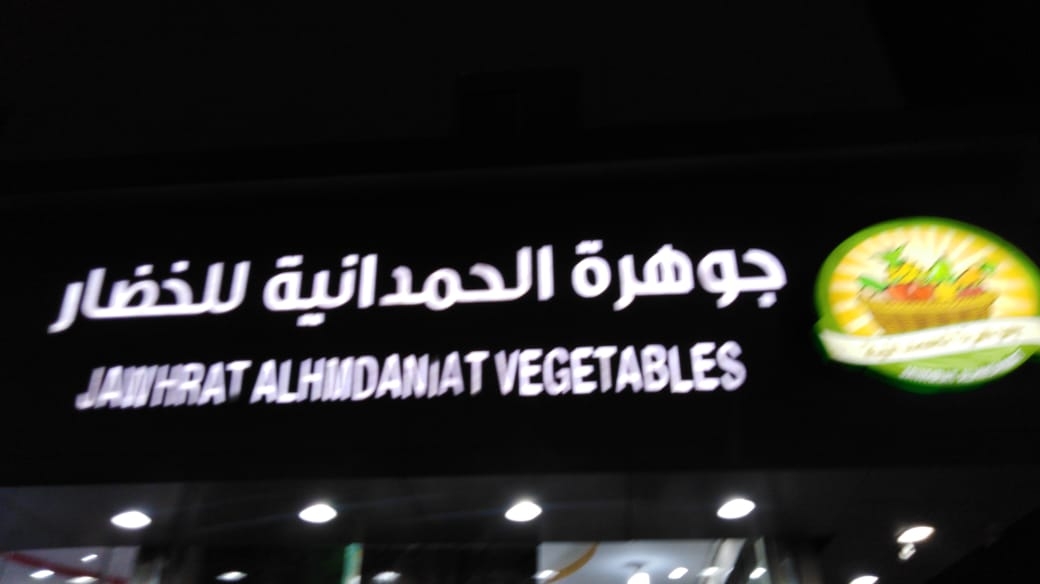 جوهرة الحمدانية للخضار
JAWHRAT ALHMDANIAT VEGETABLES